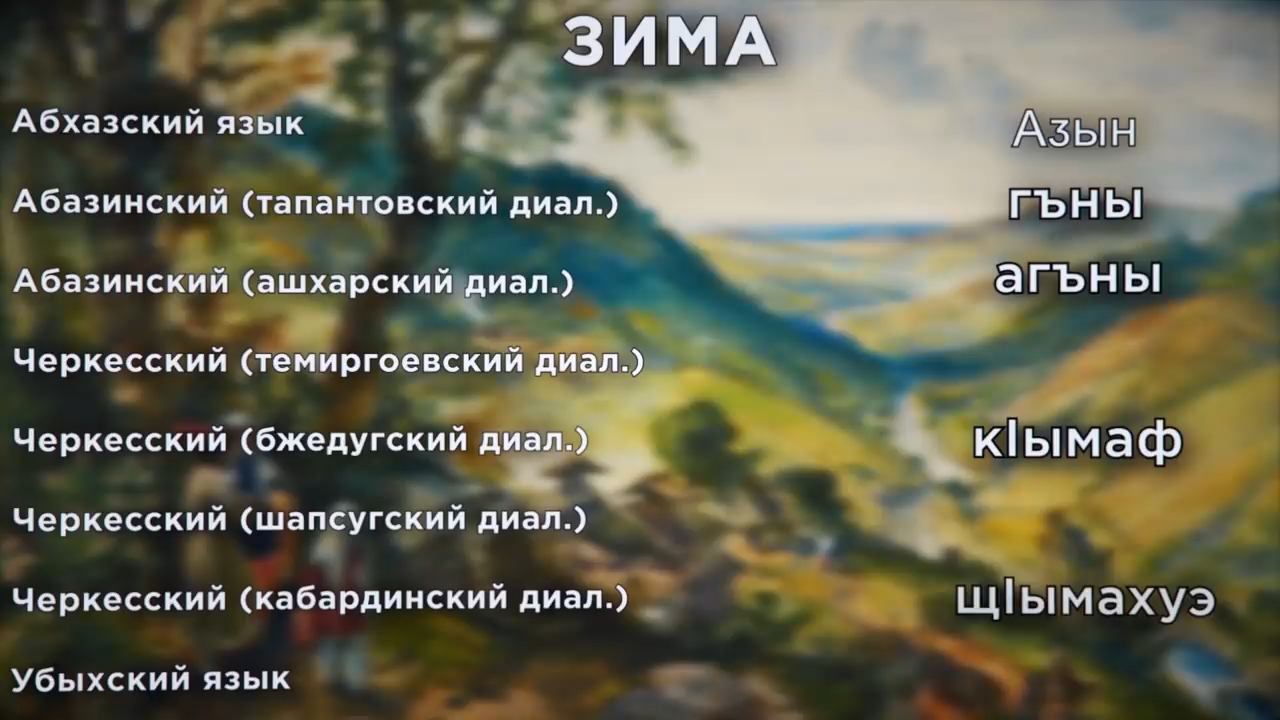 ЗИМА
Абхазский язык Аӡын
Абазинский (тапантовский диал.) гъны
Абазинский (ашхарский диал.) агъны
Черкесский (темиргоевский диал.)
Черкесский (бжедугский диал.) кӀымаф
Черкесский (шапсугский диал.)
Черкесский (кабардинский диал.) щӀымахуэ
Убыхский язык